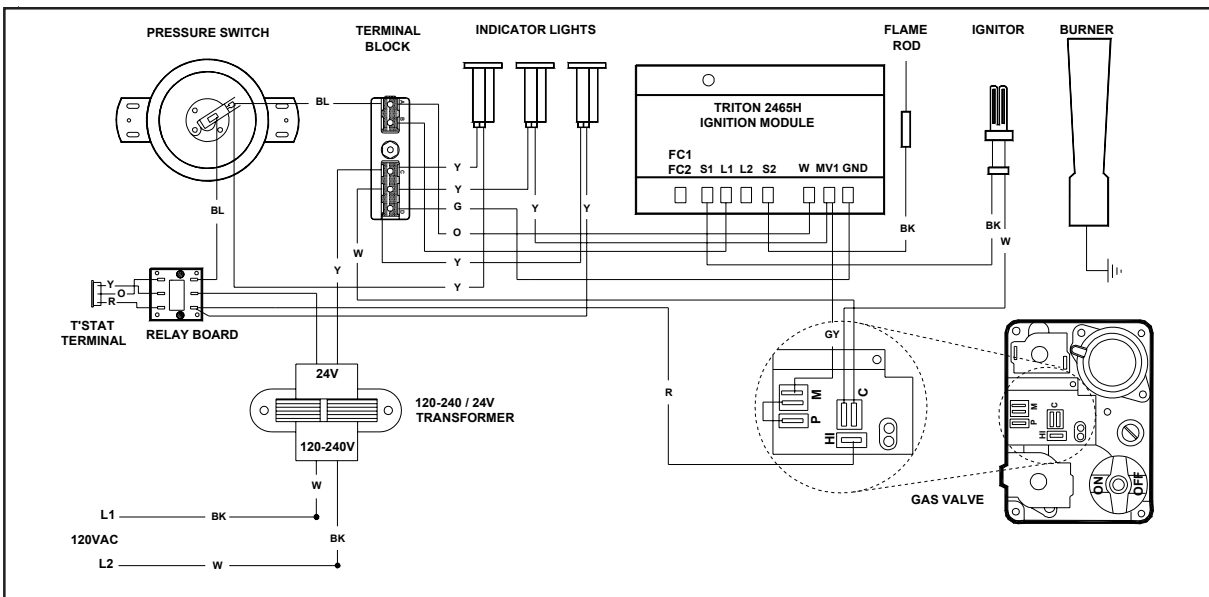 PRESSURE SWITCH
TERMINAL
BLOCK
INDICATOR LIGHTS
FLAME
ROD
IGNITOR
BURNER
TRITON 2465H
IGNITION MODULE
FC1
FC2 S1 L1 L2 S2 W MV1 GND
BL
Y
Y
G
O
Y
Y
Y
Y
BK
BK
W
BL
W
Y
Y
O
R
T'STAT
TERMINAL
RELAY BOARD
24V
120-240 / 24V
TRANSFORMER
120-240V
R
GY
M
P
C
HI
GAS VALVE
M
P
C
HI
ON
OFF
W
BK
L1
BK
120VAC
L2
W